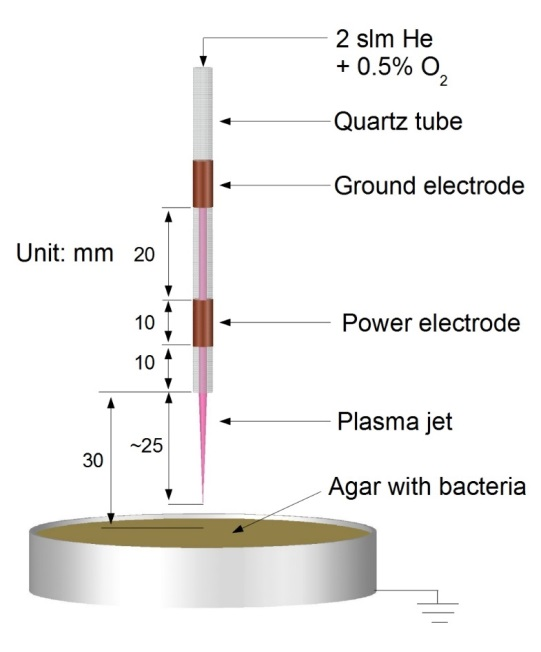 2 slm He
+ 0.5% O2
Quartz tube
Ground electrode
Unit: mm
20
10
Power electrode
10
Plasma jet
~25
30
Agar with bacteria